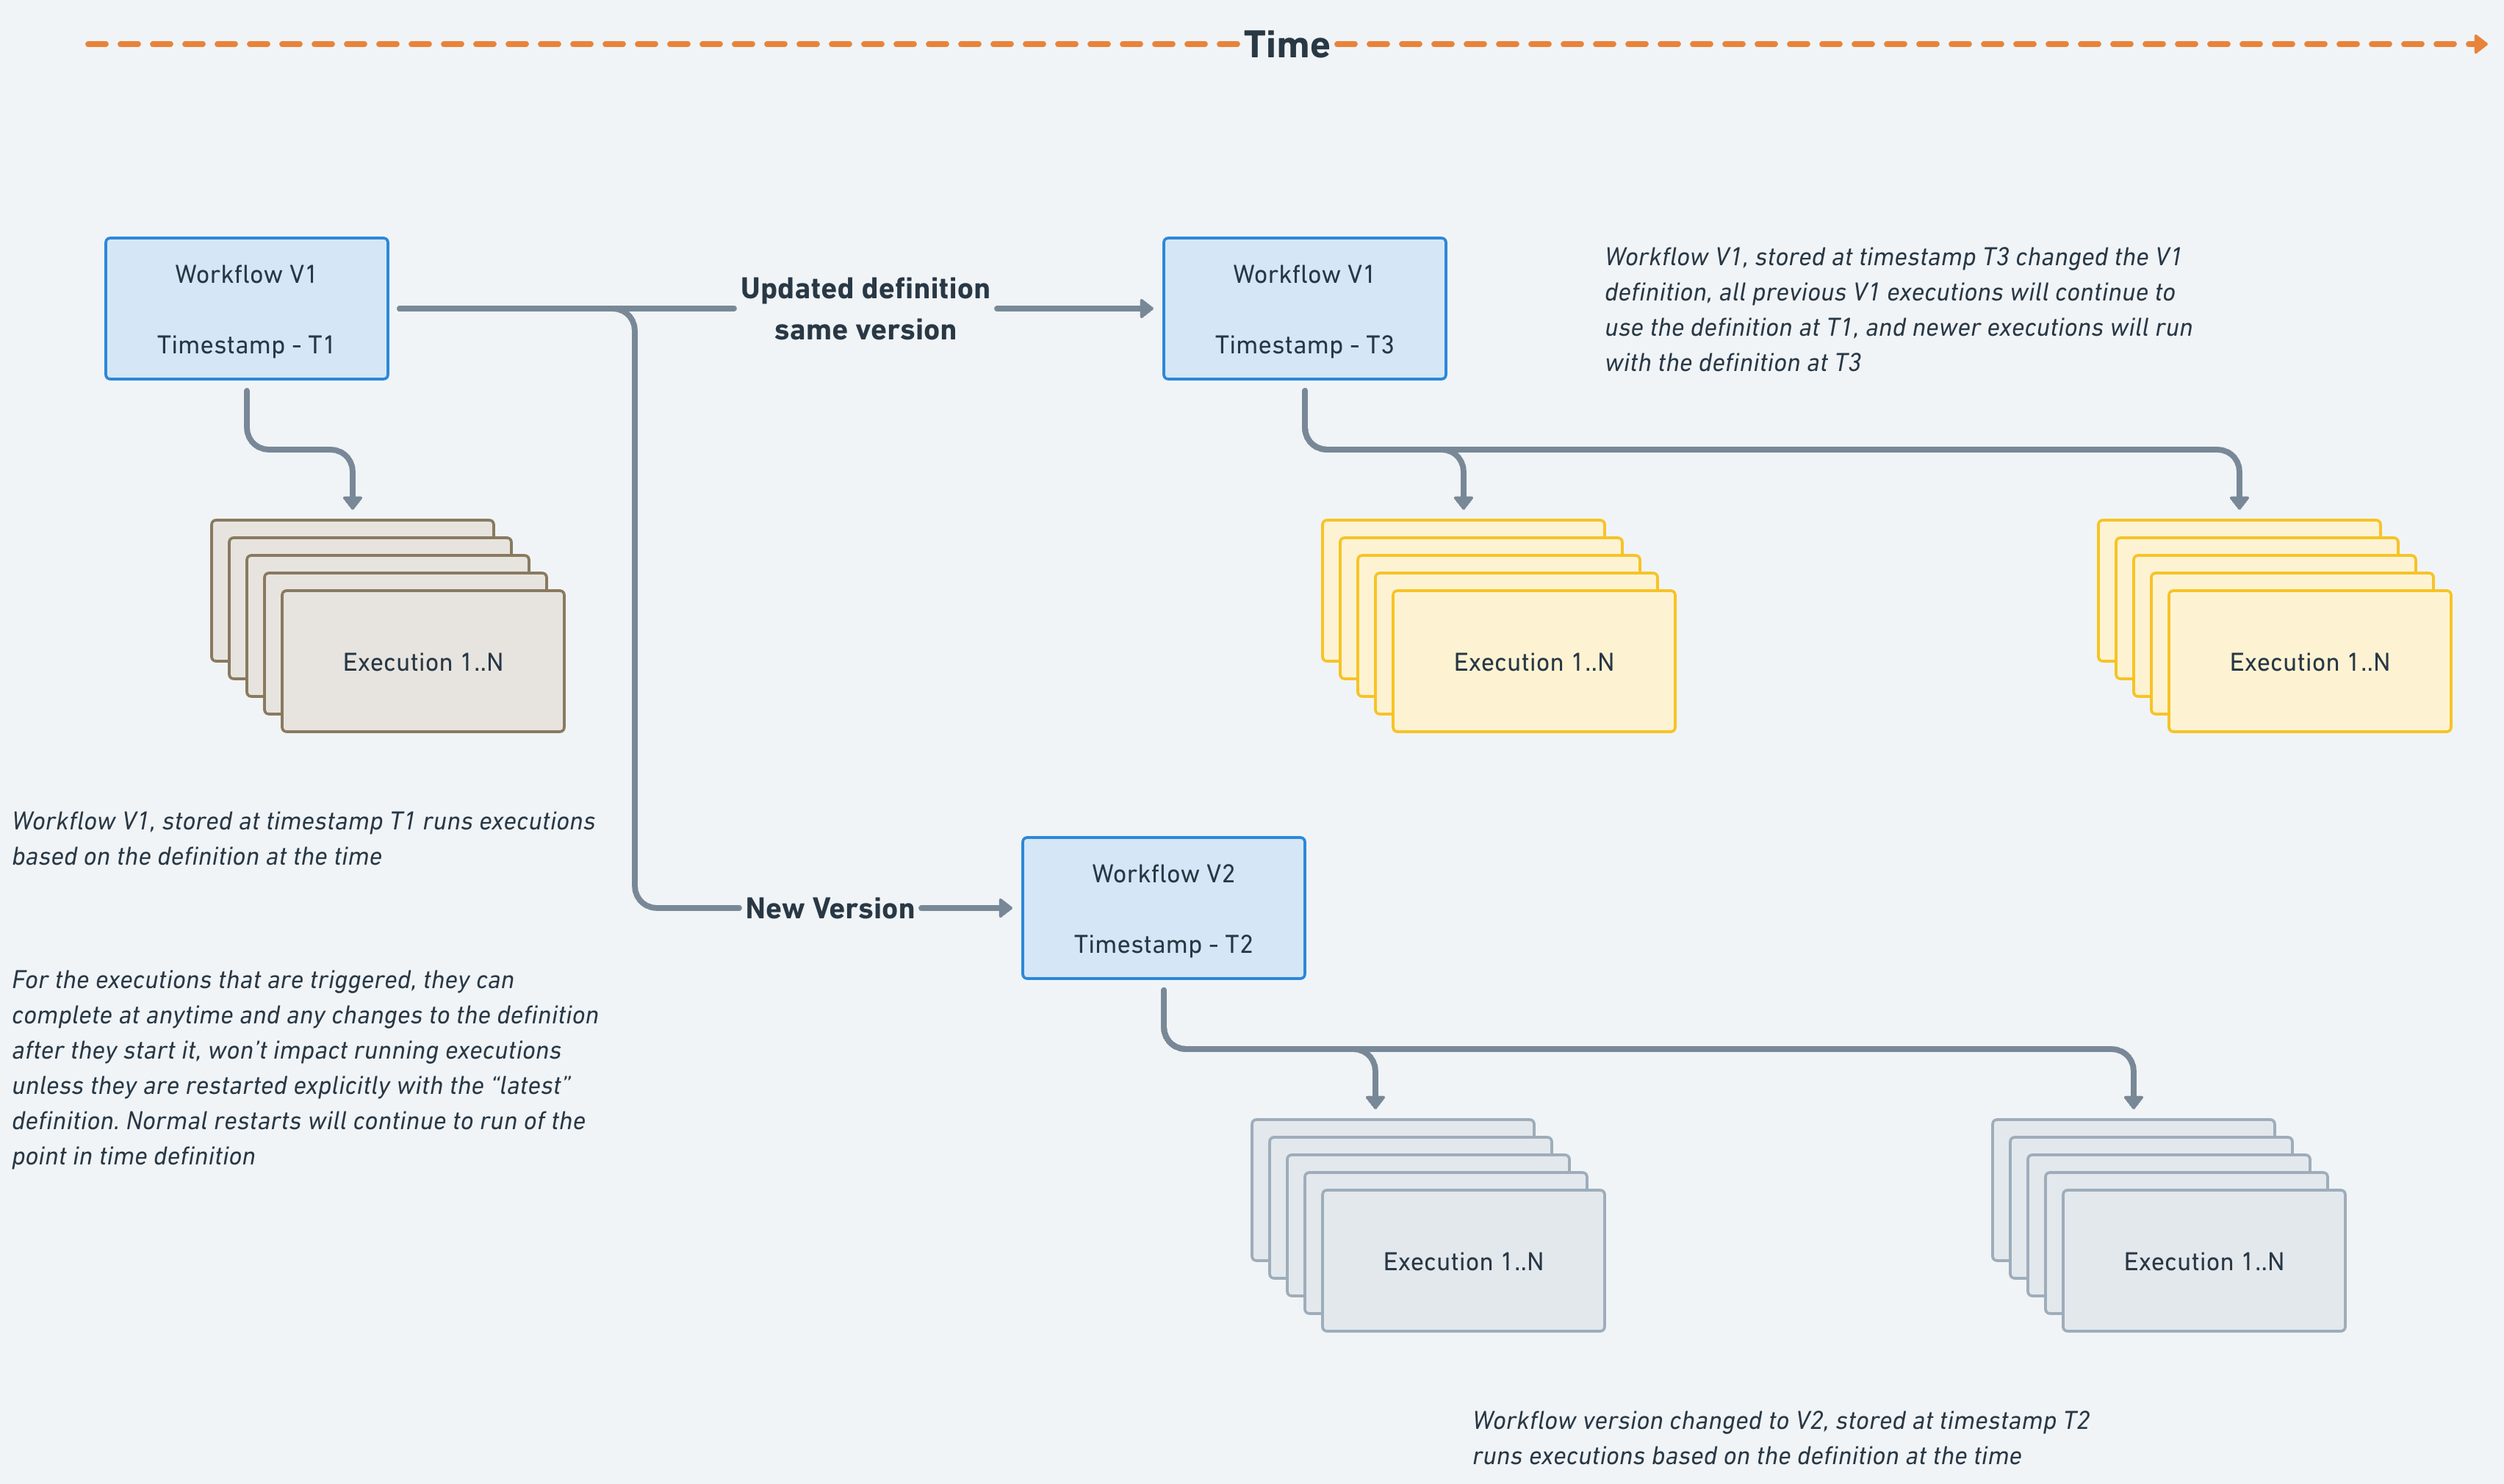 Time
Workflow V1
Timestamp - T1
Updated definition
same version
Workflow V1
Timestamp - T3
Workflow V1, stored at timestamp T3 changed the V1
definition, all previous V1 executions will continue to
use the definition at T1, and newer executions will run
with the definition at T3
Execution 1..N
Execution 1..N
Execution 1..N
Workflow V1, stored at timestamp T1 runs executions
based on the definition at the time
New Version
Workflow V2
Timestamp - T2
For the executions that are triggered, they can
complete at anytime and any changes to the definition
after they start it, won’t impact running executions
unless they are restarted explicitly with the “latest”
definition. Normal restarts will continue to run of the
point in time definition
Execution 1..N
Execution 1..N
Workflow version changed to V2, stored at timestamp T2
runs executions based on the definition at the time